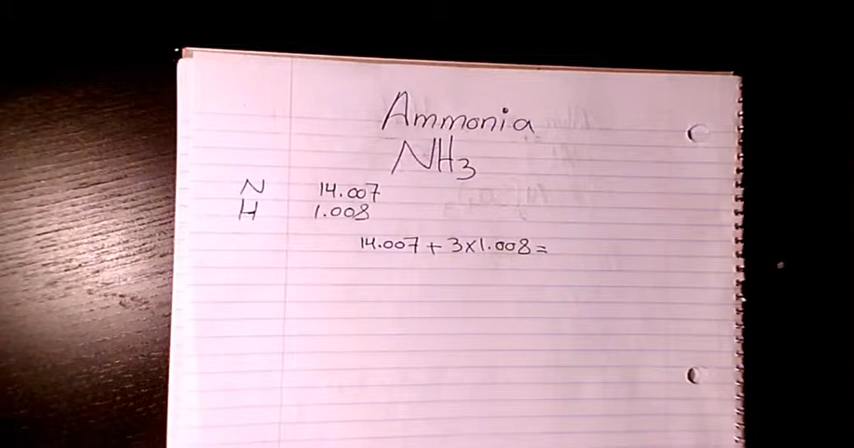 Ammonia
NH3
N 14.007
H 1.008
14.007 + 3x1.008 =